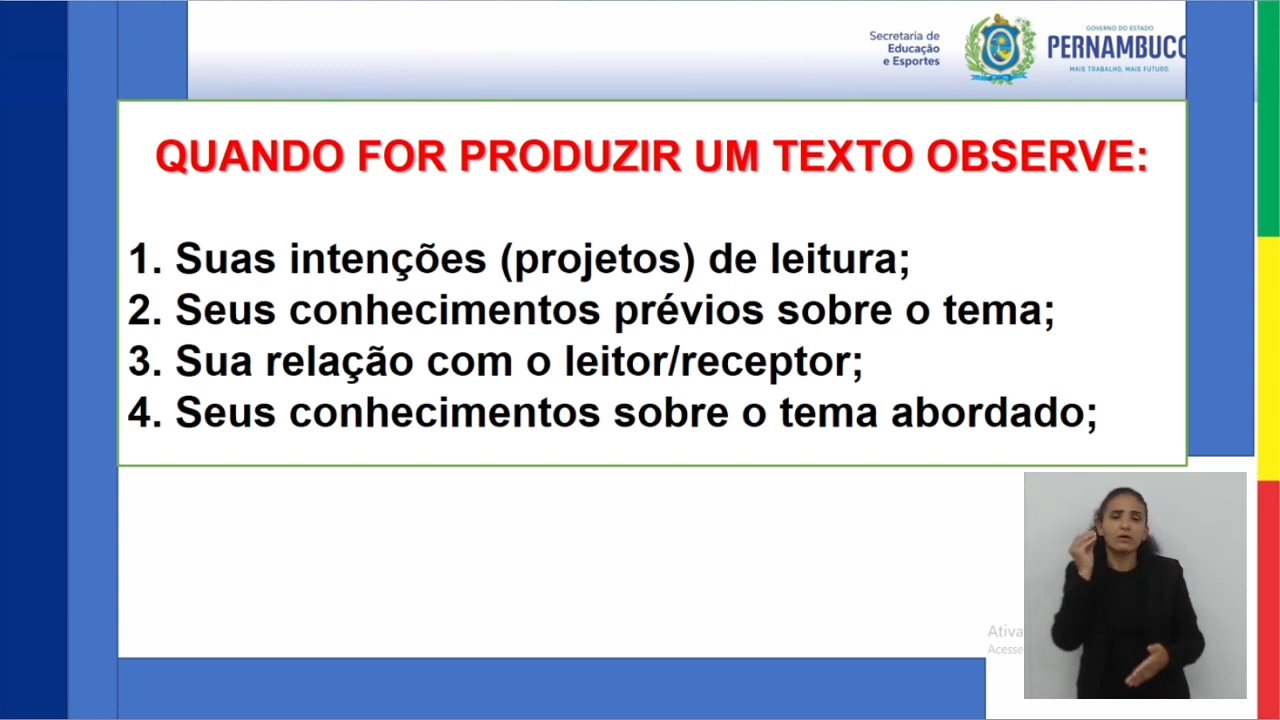 Secretaria de
Educação
e Esportes
GOVERNO DO ESTADO
PERNAMBUCO
MAIS TRABALHO, MAIS FUTURO.
QUANDO FOR PRODUZIR UM TEXTO OBSERVE:
1. Suas intenções (projetos) de leitura;
2. Seus conhecimentos prévios sobre o tema;
3. Sua relação com o leitor/receptor;
4. Seus conhecimentos sobre o tema abordado;
Ativa
Acesse